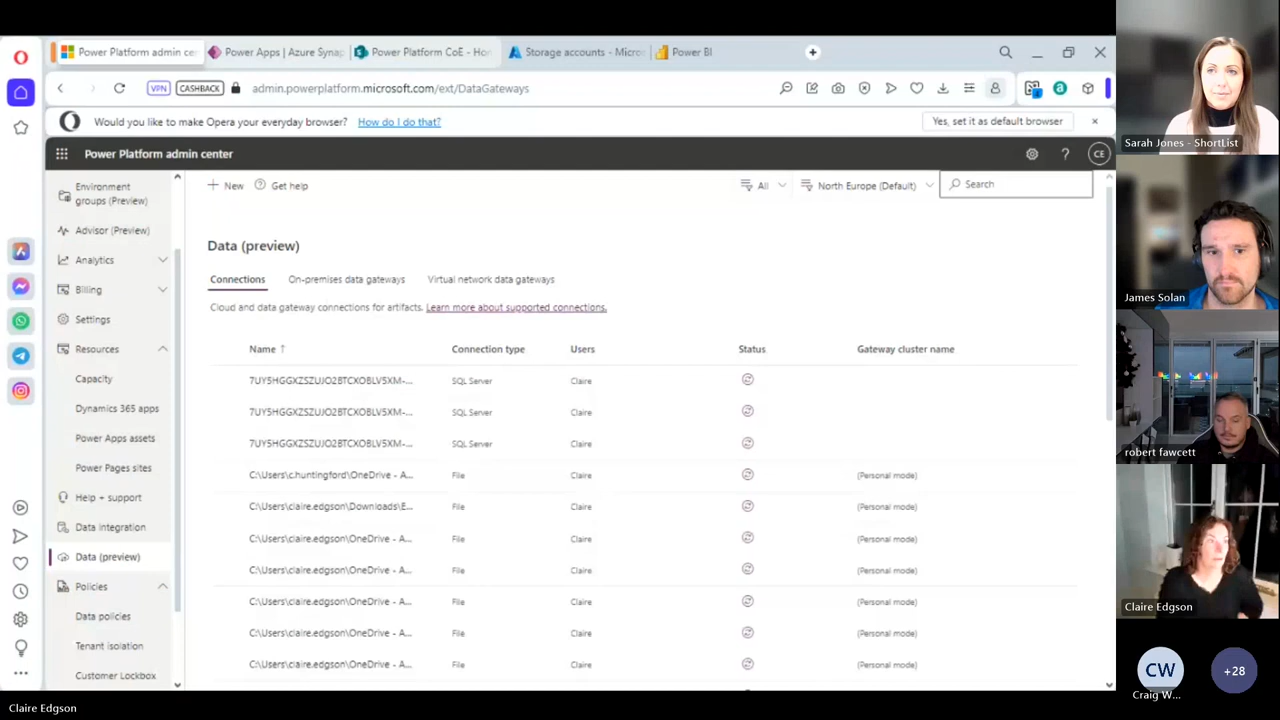 Power Platform admin cer
Power Apps | Azure Synap
Power Platform CoE - Hom
Storage accounts - Micros
Power BI
VPN
CASHBACK
admin.powerplatform.microsoft.com/ext/DataGateways
Would you like to make Opera your everyday browser?
How do I do that?
Yes, set it as default browser
Power Platform admin center
CE
Environment
groups (Preview)
Advisor (Preview)
Analytics
Billing
Settings
Resources
Capacity
Dynamics 365 apps
Power Apps assets
Power Pages sites
Help + support
Data integration
Data (preview)
Policies
Data policies
Tenant isolation
Customer Lockbox
New
Get help
All
North Europe (Default)
Search
Data (preview)
Connections On-premises data gateways Virtual network data gateways
Cloud and data gateway connections for artifacts. Learn more about supported connections.
Name ↑ Connection type Users Status Gateway cluster name
7UY5HGGXZSZUJO2BTCXOBLV5XM-... SQL Server Claire
7UY5HGGXZSZUJO2BTCXOBLV5XM-... SQL Server Claire
7UY5HGGXZSZUJO2BTCXOBLV5XM-... SQL Server Claire
C:\Users\c.huntingford\OneDrive - A... File Claire (Personal mode)
C:\Users\claire.edgson\Downloads\E... File Claire (Personal mode)
C:\Users\claire.edgson\OneDrive - A... File Claire (Personal mode)
C:\Users\claire.edgson\OneDrive - A... File Claire (Personal mode)
C:\Users\claire.edgson\OneDrive - A... File Claire (Personal mode)
C:\Users\claire.edgson\OneDrive - A... File Claire (Personal mode)
C:\Users\claire.edgson\OneDrive - A... File Claire (Personal mode)
Sarah Jones - ShortList
James Solan
robert fawcett
Claire Edgson
CW
Craig W...
+28
Claire Edgson